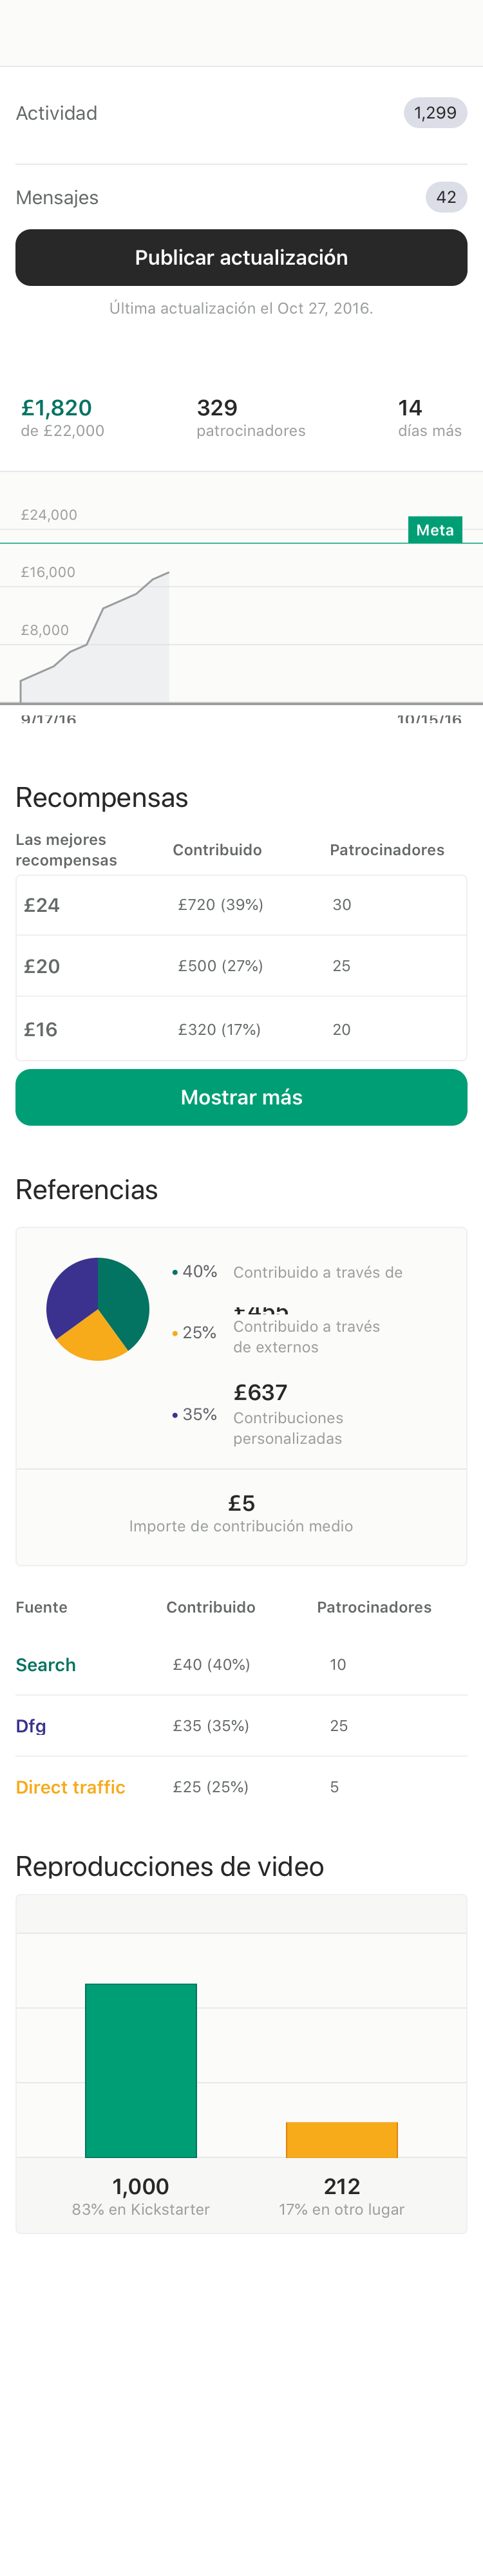 Actividad
1,299
Mensajes
42
Publicar actualización
Última actualización el Oct 27, 2016.
£1,820
329
14
de £22,000
patrocinadores
días más
£24,000
Meta
£16,000
£8,000
9/17/16
10/15/16
Recompensas
Las mejores
recompensas
Contribuido
Patrocinadores
£24
£720 (39%)
30
£20
£500 (27%)
25
£16
£320 (17%)
20
Mostrar más
Referencias
40%
Contribuido a través de
£455
25%
Contribuido a través
de externos
£637
35%
Contribuciones
personalizadas
£5
Importe de contribución medio
Fuente
Contribuido
Patrocinadores
Search
£40 (40%)
10
Dfg
£35 (35%)
25
Direct traffic
£25 (25%)
5
Reproducciones de video
1,000
212
83% en Kickstarter
17% en otro lugar